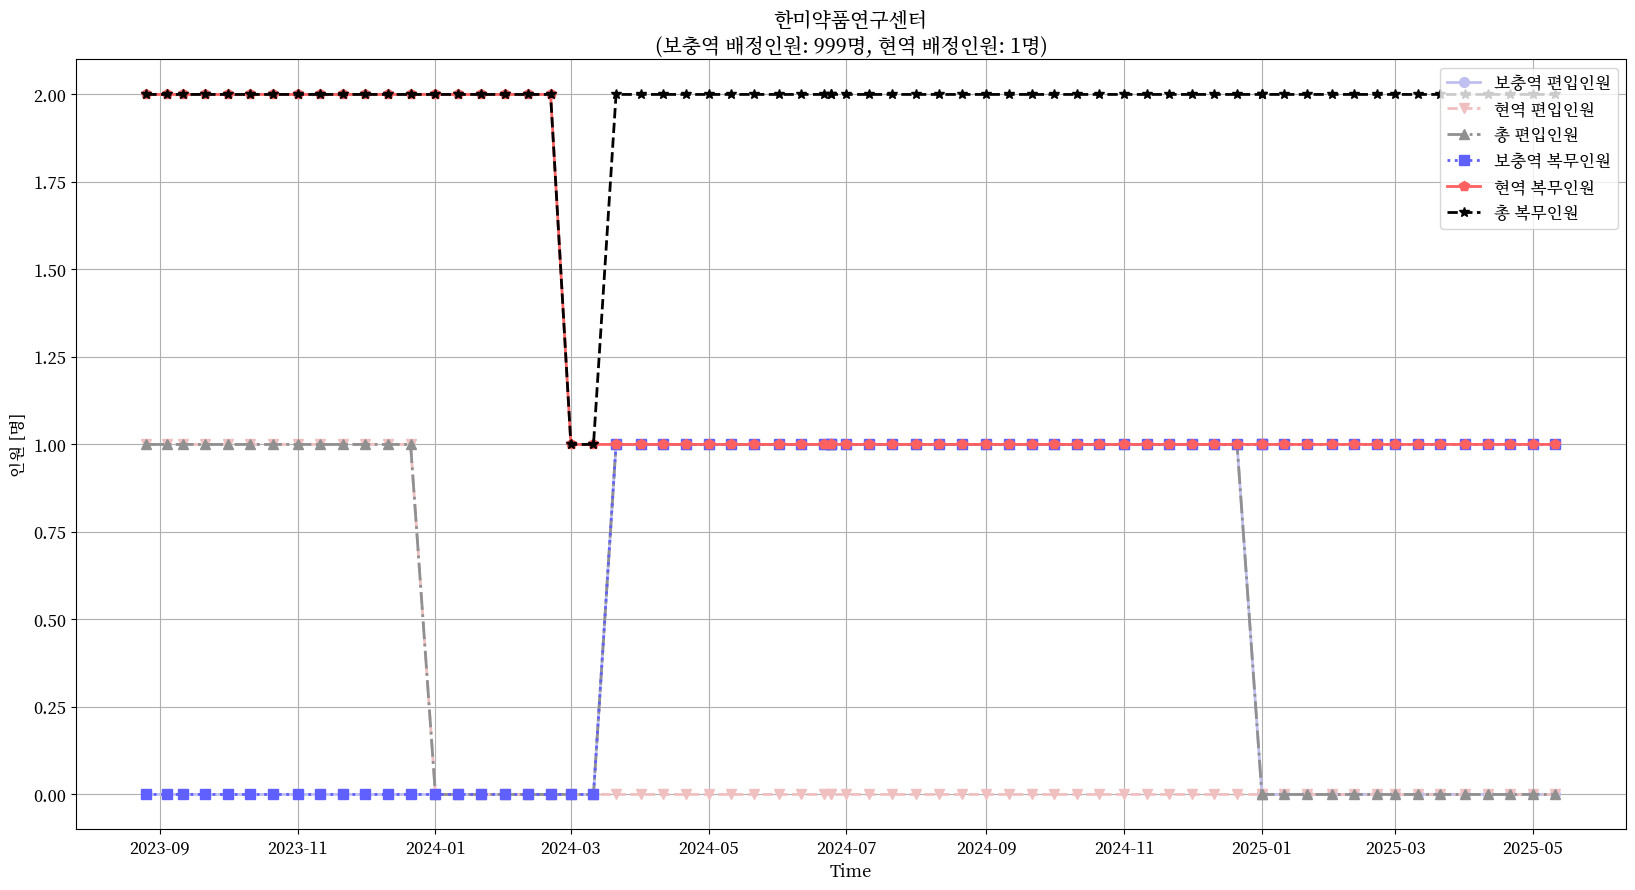 한미약품연구센터
(보충역 배정인원: 999명, 현역 배정인원: 1명)
보충역 편입인원
현역 편입인원
총 편입인원
보충역 복무인원
현역 복무인원
총 복무인원
인원 [명]
2.00
1.75
1.50
1.25
1.00
0.75
0.50
0.25
0.00
2023-09
2023-11
2024-01
2024-03
2024-05
2024-07
2024-09
2024-11
2025-01
2025-03
2025-05
Time